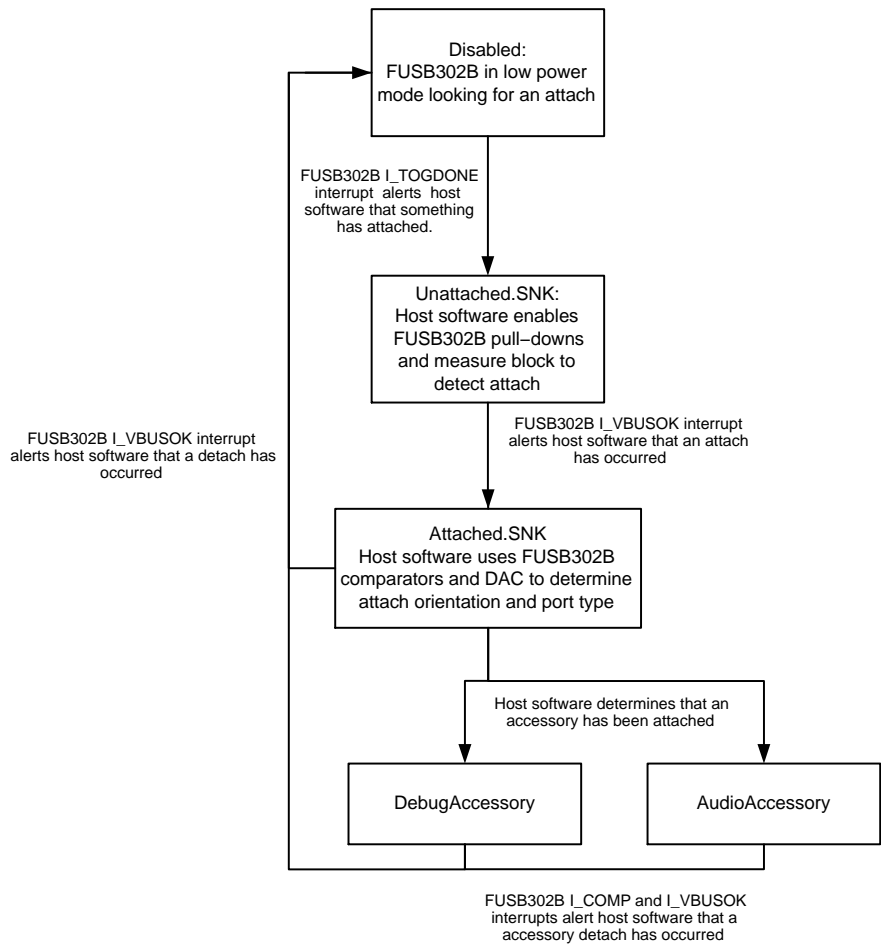 Disabled:
FUSB302B in low power
mode looking for an attach
FUSB302B I_TOGDONE
interrupt alerts host
software that something
has attached.
Unattached.SNK:
Host software enables
FUSB302B pull−downs
and measure block to
detect attach
FUSB302B I_VBUSOK interrupt
alerts host software that an attach
has occurred
FUSB302B I_VBUSOK interrupt
alerts host software that a detach has
occurred
Attached.SNK
Host software uses FUSB302B
comparators and DAC to determine
attach orientation and port type
Host software determines that an
accessory has been attached
DebugAccessory
AudioAccessory
FUSB302B I_COMP and I_VBUSOK
interrupts alert host software that a
accessory detach has occurred